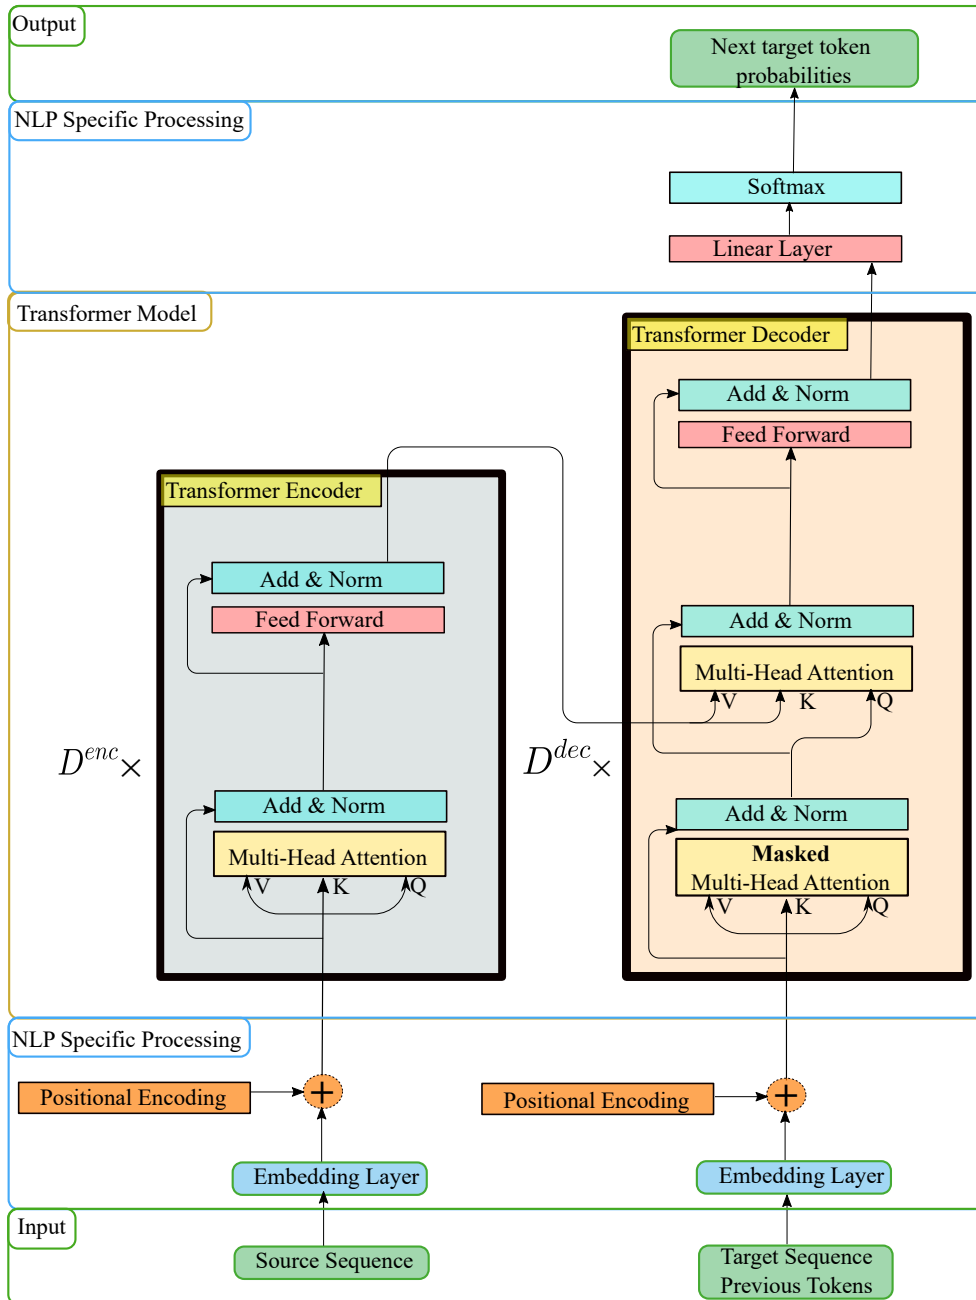 Output
Next target token
probabilities
NLP Specific Processing
Softmax
Linear Layer
Transformer Model
Transformer Decoder
Add & Norm
Feed Forward
Transformer Encoder
Add & Norm
Feed Forward
Add & Norm
Multi-Head Attention
V K Q
D^{enc}×
D^{dec}×
Add & Norm
Multi-Head Attention
V K Q
Add & Norm
Masked
Multi-Head Attention
V K Q
NLP Specific Processing
Positional Encoding
+
Positional Encoding
+
Embedding Layer
Embedding Layer
Input
Source Sequence
Target Sequence
Previous Tokens